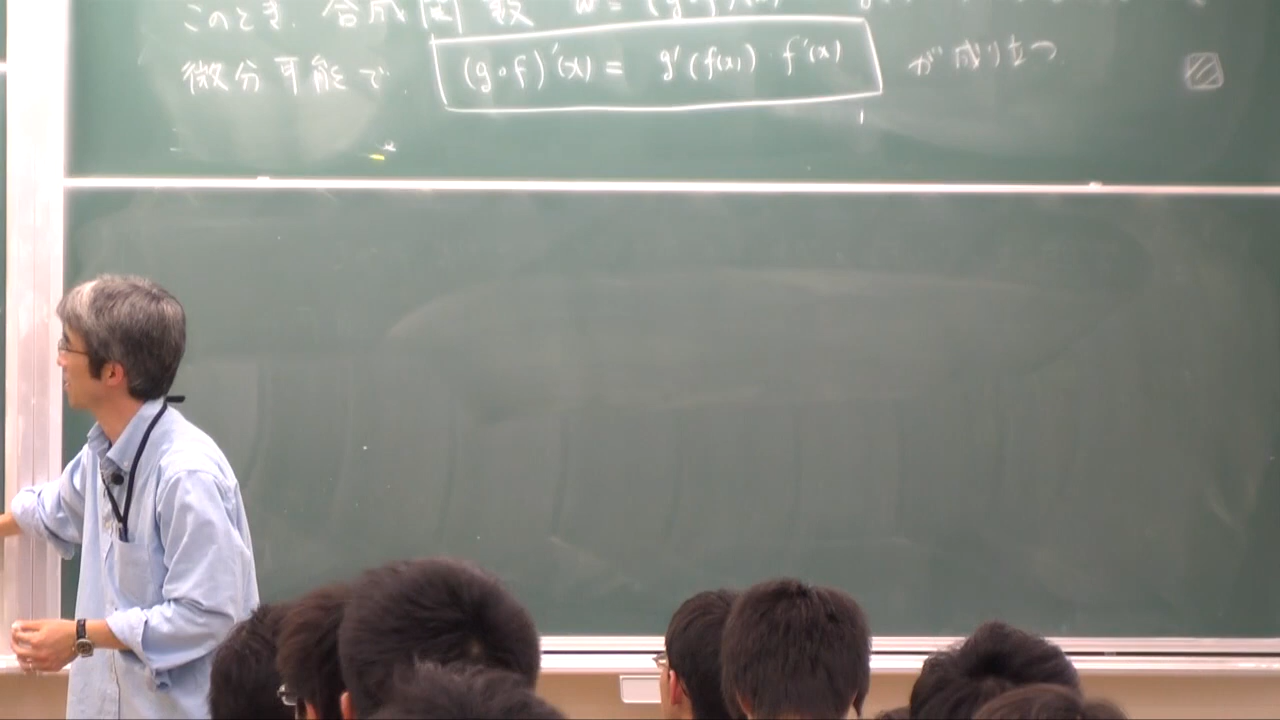 このとき、合成関数
微分可能で (g∘f)'(x) = g'(f(x))・f'(x) が成り立つ